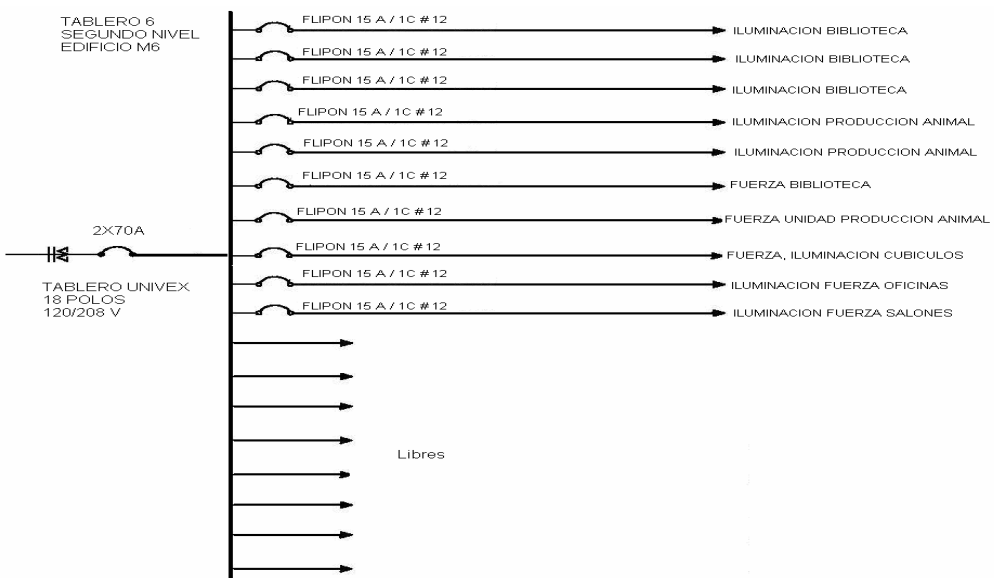 TABLERO 6
SEGUNDO NIVEL
EDIFICIO M6
FLIPON 15 A / 1C #12
ILUMINACION BIBLIOTECA
FLIPON 15 A / 1C #12
ILUMINACION BIBLIOTECA
FLIPON 15 A / 1C #12
ILUMINACION BIBLIOTECA
FLIPON 15 A / 1C #12
ILUMINACION PRODUCCION ANIMAL
FLIPON 15 A / 1C #12
ILUMINACION PRODUCCION ANIMAL
FLIPON 15 A / 1C #12
FUERZA BIBLIOTECA
FLIPON 15 A / 1C #12
FUERZA UNIDAD PRODUCCION ANIMAL
2X70A
FLIPON 15 A / 1C #12
FUERZA, ILUMINACION CUBICULOS
TABLERO UNIVEX
18 POLOS
120/208 V
FLIPON 15 A / 1C #12
ILUMINACION FUERZA OFICINAS
FLIPON 15 A / 1C #12
ILUMINACION FUERZA SALONES
Libres